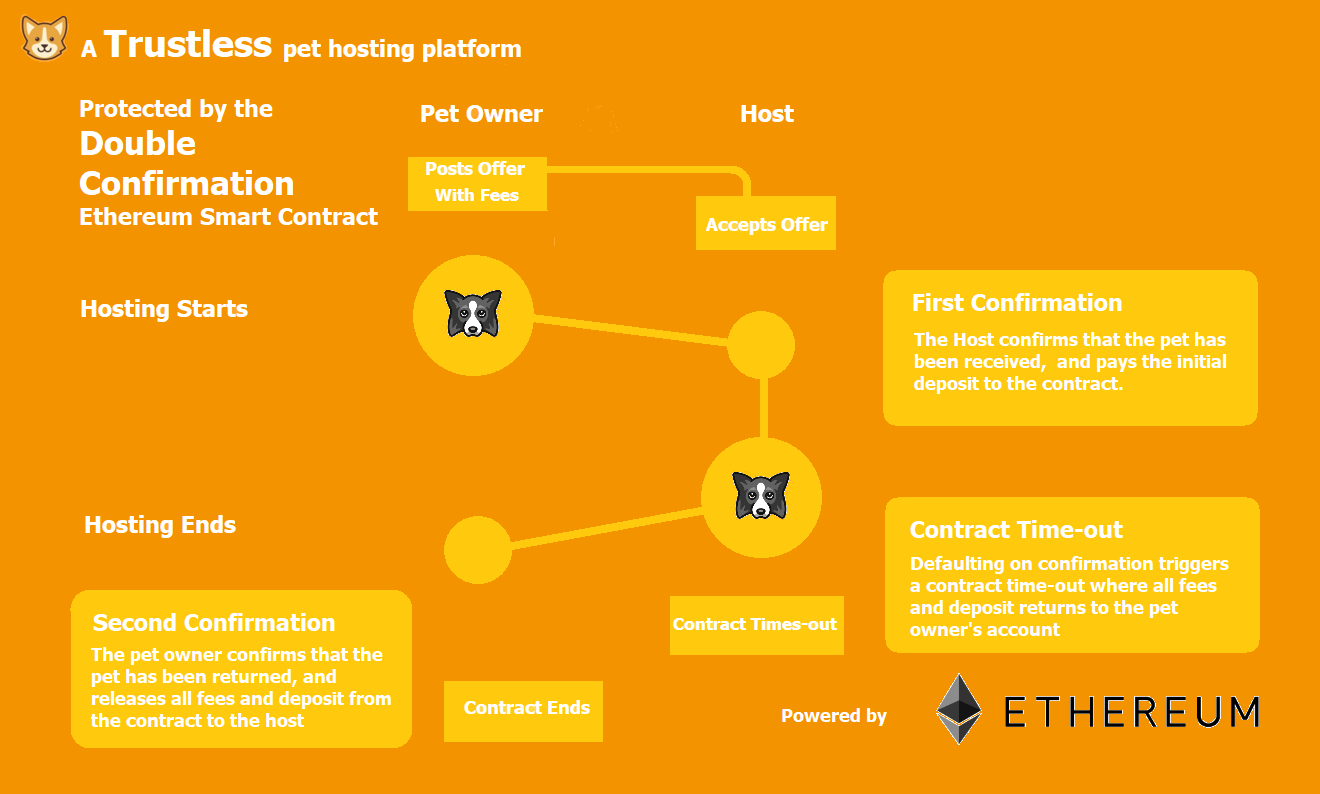 A Trustless pet hosting platform
Protected by the
Double
Confirmation
Ethereum Smart Contract
Pet Owner
Host
Posts Offer
With Fees
Accepts Offer
Hosting Starts
First Confirmation
The Host confirms that the pet has
been received,  and pays the initial
deposit to the contract.
Hosting Ends
Contract Time-out
Defaulting on confirmation triggers
a contract time-out where all fees
and deposit returns to the pet
owner's account
Second Confirmation
The pet owner confirms that the
pet has been returned, and
releases all fees and deposit from
the contract to the host
Contract Times-out
Contract Ends
Powered by
ETHEREUM